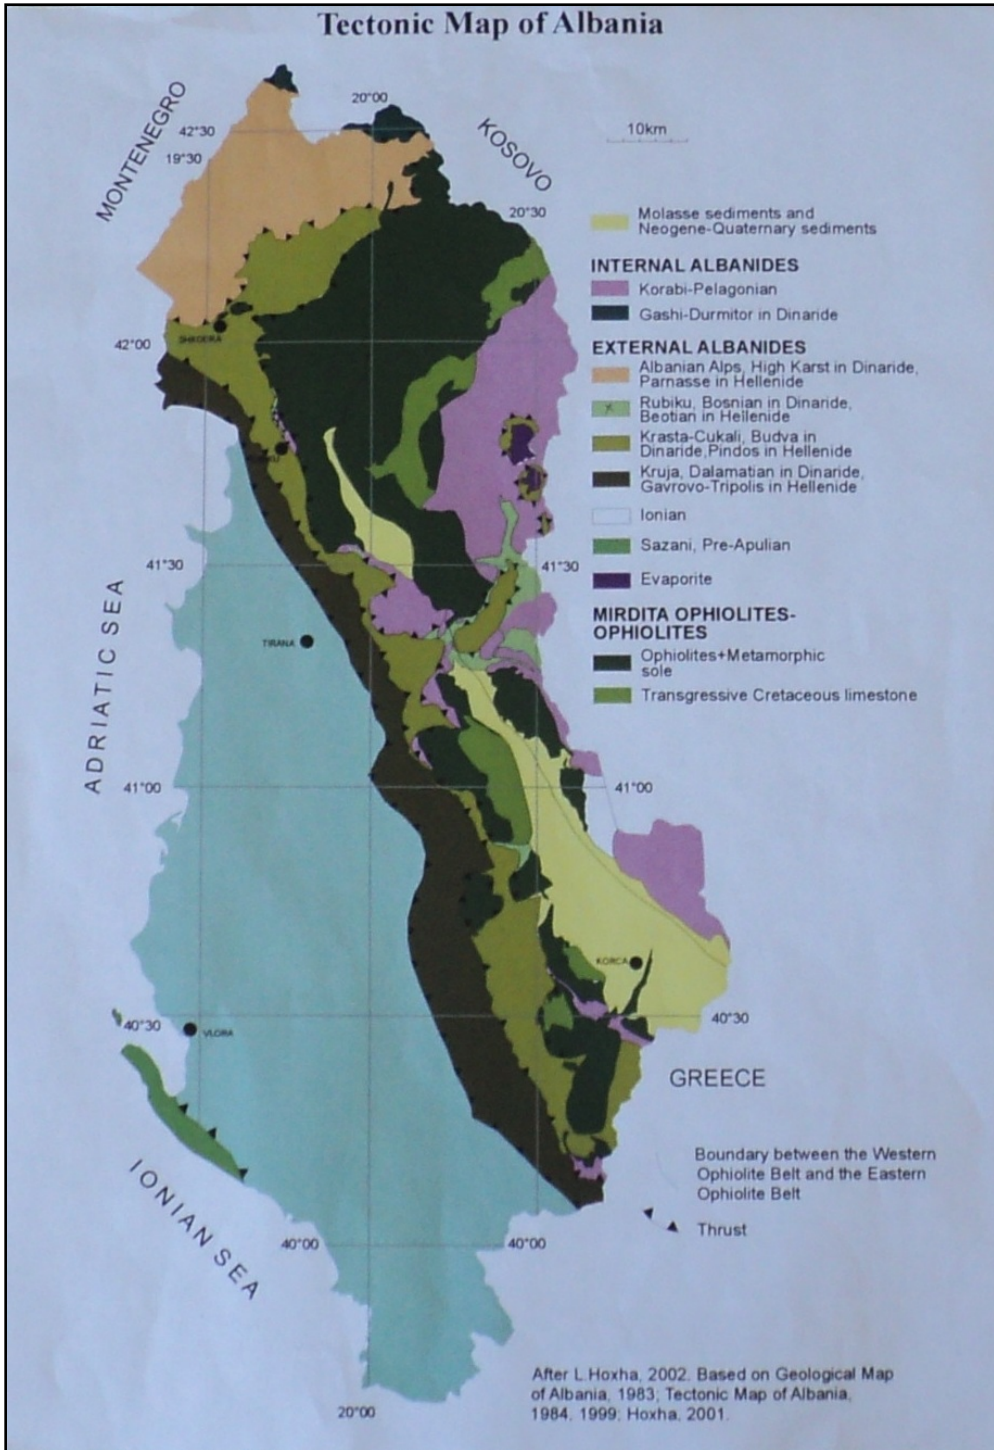 Tectonic Map of Albania
MONTENEGRO
20°00
42°30
19°30
KOSOVO
10km
20°30
Molasse sediments and
Neogene-Quaternary sediments
INTERNAL ALBANIDES
Korabi-Pelagonian
Gashi-Durmitor in Dinaride
EXTERNAL ALBANIDES
Albanian Alps, High Karst in Dinaride,
Parnasse in Hellenide
Rubiku, Bosnian in Dinaride,
Beotian in Hellenide
Krasta-Cukali, Budva in
Dinaride,Pindos in Hellenide
Kruja, Dalamatian in Dinaride,
Gavrovo-Tripolis in Hellenide
Ionian
Sazani, Pre-Apulian
Evaporite
MIRDITA OPHIOLITES-
OPHIOLITES
Ophiolites+Metamorphic
sole
Transgressive Cretaceous limestone
SHKODRA
42°00
41°30
41°30
ADRIATIC SEA
TIRANA
41°00
41°00
KORCA
40°30
VLORA
40°30
GREECE
IONIAN SEA
Boundary between the Western
Ophiolite Belt and the Eastern
Ophiolite Belt
Thrust
40°00
40°00
After L.Hoxha, 2002. Based on Geological Map
of Albania, 1983; Tectonic Map of Albania,
1984, 1999; Hoxha, 2001.
20°00